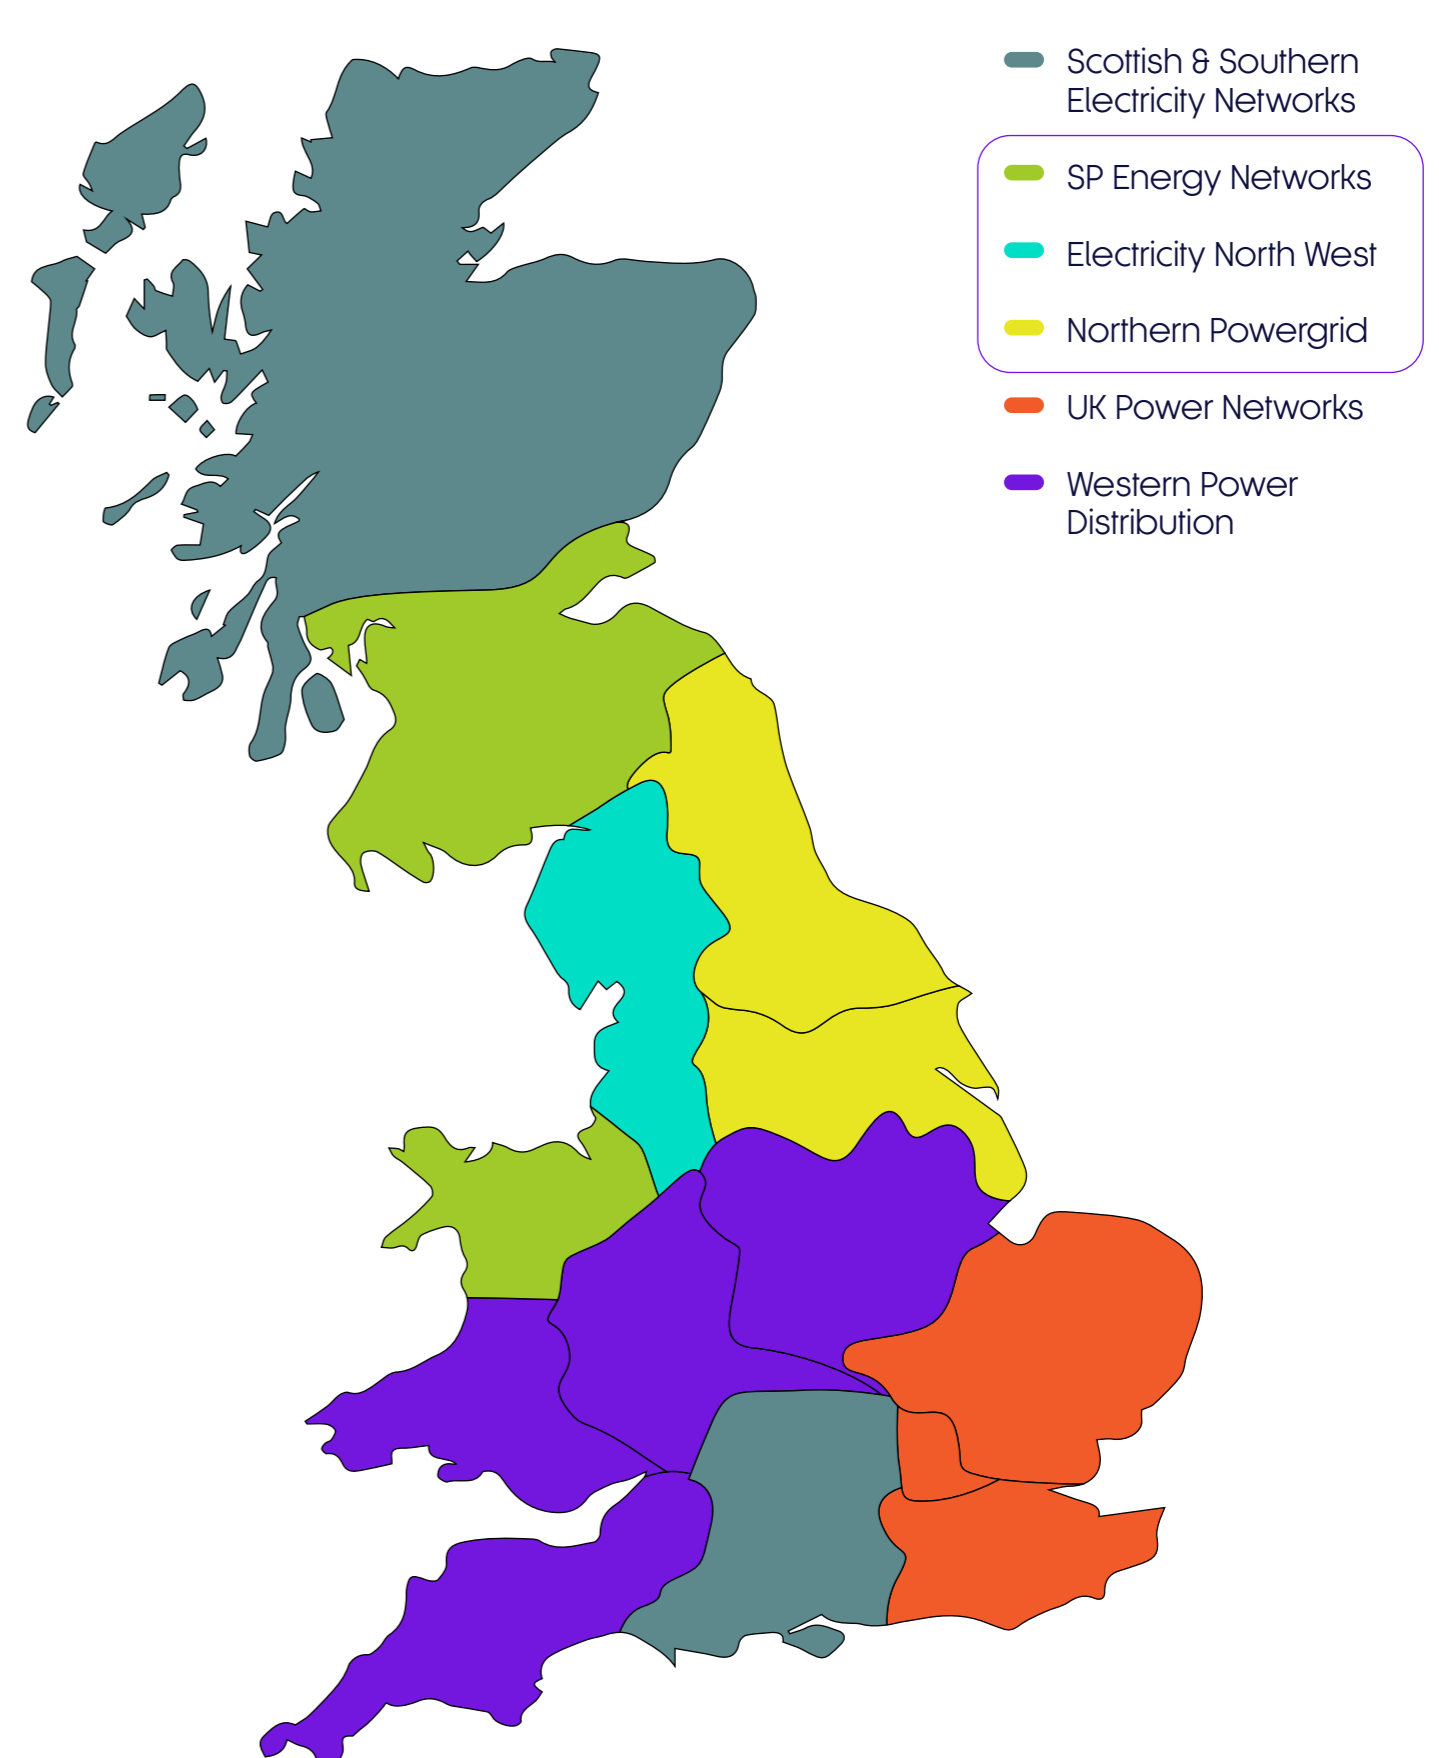 Scottish & Southern
Electricity Networks
SP Energy Networks
Electricity North West
Northern Powergrid
UK Power Networks
Western Power
Distribution